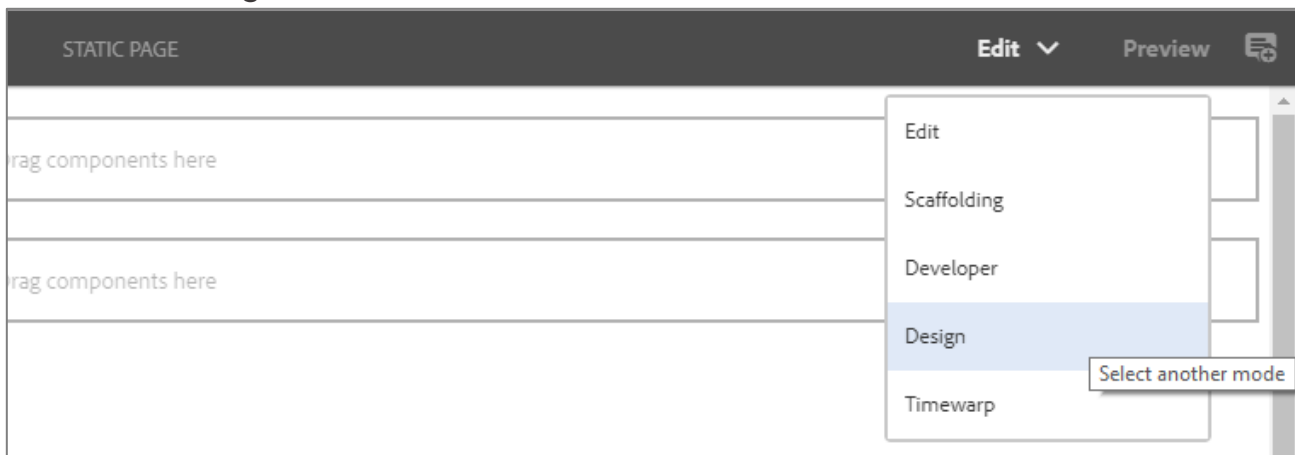 STATIC PAGE Edit Preview
Edit
rag components here
Scaffolding
Developer
rag components here
Design
Select another mode
Timewarp